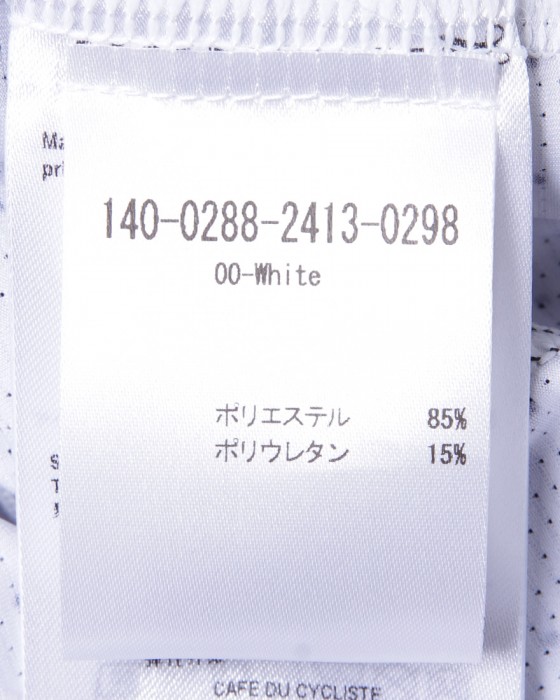 140-0288-2413-0298
00-White
ポリエステル 85%
ポリウレタン 15%
CAFE DU CYCLISTE